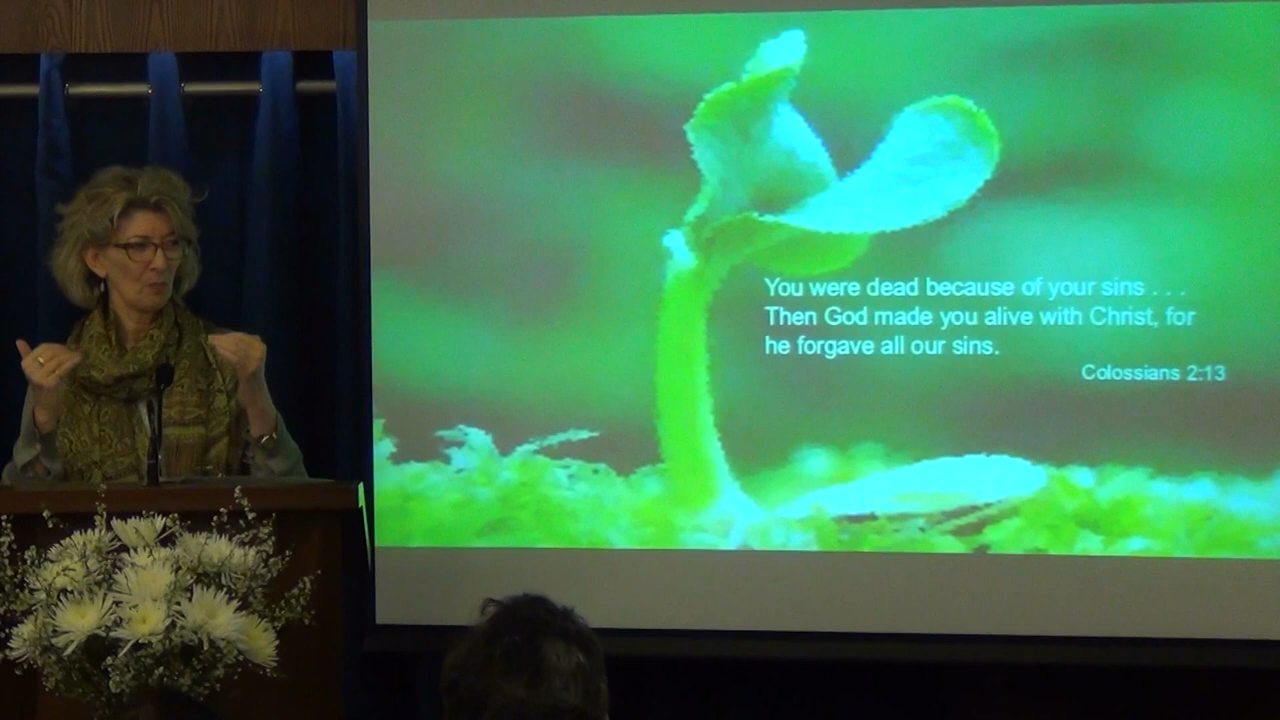 You were dead because of your sins . . .
Then God made you alive with Christ, for
he forgave all our sins.
Colossians 2:13